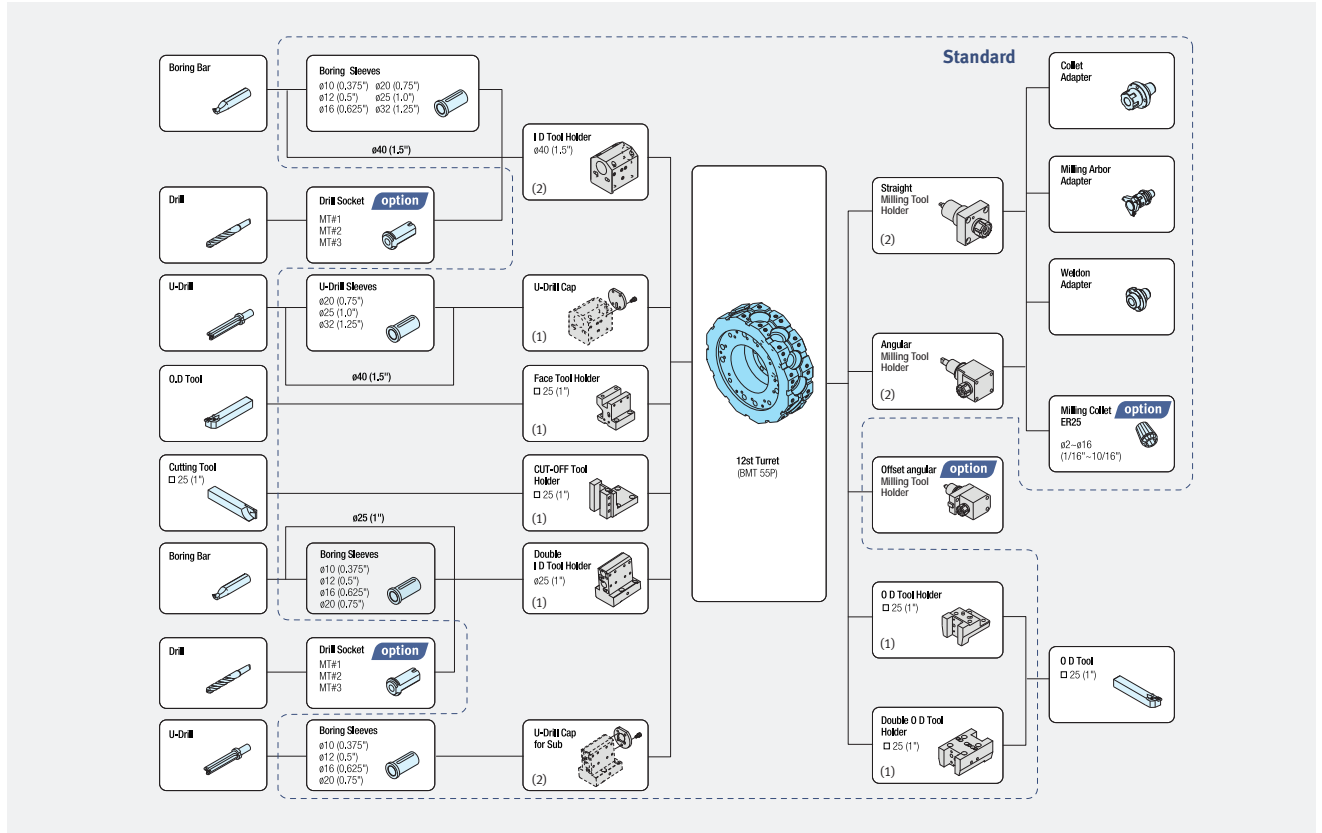 Standard
Boring Bar
Boring Sleeves
ø10 (0.375") ø20 (0.75")
ø12 (0.5") ø25 (1.0")
ø16 (0.625") ø32 (1.25")
ø40 (1.5")
I D Tool Holder
ø40 (1.5")
(2)
Drill
Drill Socket option
MT#1
MT#2
MT#3
U-Drill
U-Drill Sleeves
ø20 (0.75")
ø25 (1.0")
ø32 (1.25")
ø40 (1.5")
U-Drill Cap
(1)
O.D Tool
Face Tool Holder
□ 25 (1")
(1)
Cutting Tool
□ 25 (1")
CUT-OFF Tool
Holder
□ 25 (1")
(1)
ø25 (1")
Boring Bar
Boring Sleeves
ø10 (0.375")
ø12 (0.5")
ø16 (0.625")
ø20 (0.75")
Double
I D Tool Holder
ø25 (1")
(1)
Drill
Drill Socket option
MT#1
MT#2
MT#3
U-Drill
Boring Sleeves
ø10 (0.375")
ø12 (0.5")
ø16 (0.625")
ø20 (0.75")
U-Drill Cap
for Sub
(2)
12st Turret
(BMT 55P)
Straight
Milling Tool
Holder
(2)
Angular
Milling Tool
Holder
(2)
Offset angular option
Milling Tool
Holder
O D Tool Holder
□ 25 (1")
(1)
Double O D Tool
Holder
□ 25 (1")
(1)
Collet
Adapter
Milling Arbor
Adapter
Weldon
Adapter
Milling Collet option
ER25
ø2~ø16
(1/16"~10/16")
O D Tool
□ 25 (1")